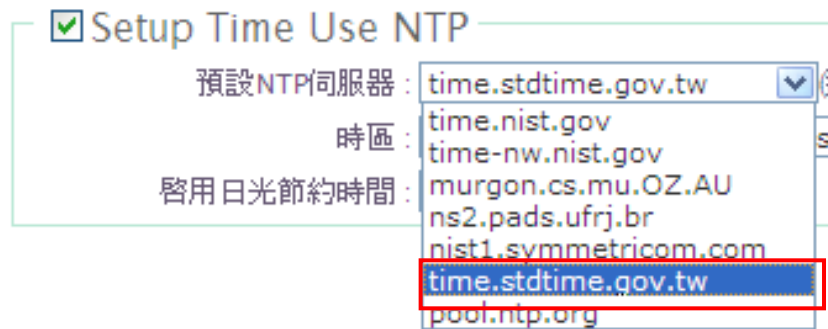 Setup Time Use NTP
預設NTP伺服器 : time.stdtime.gov.tw
time.nist.gov
時區 :
time-nw.nist.gov
啓用日光節約時間 :
murgon.cs.mu.OZ.AU
ns2.pads.ufrj.br
nist1.symmetricom.com
time.stdtime.gov.tw
pool.ntp.org